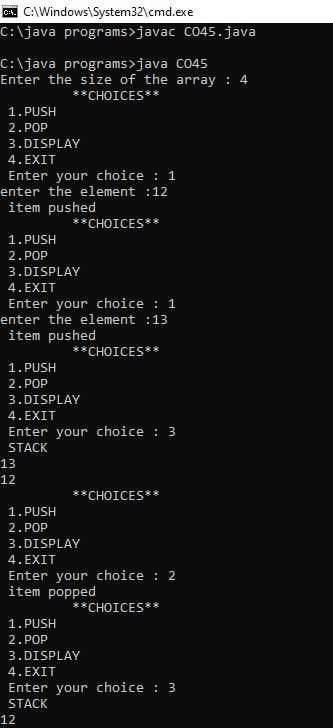 C:\Windows\System32\cmd.exe
C:\java programs>javac CO45.java
C:\java programs>java CO45
Enter the size of the array : 4
**CHOICES**
1.PUSH
2.POP
3.DISPLAY
4.EXIT
Enter your choice : 1
enter the element :12
item pushed
**CHOICES**
1.PUSH
2.POP
3.DISPLAY
4.EXIT
Enter your choice : 1
enter the element :13
item pushed
**CHOICES**
1.PUSH
2.POP
3.DISPLAY
4.EXIT
Enter your choice : 3
STACK
13
12
**CHOICES**
1.PUSH
2.POP
3.DISPLAY
4.EXIT
Enter your choice : 2
item popped
**CHOICES**
1.PUSH
2.POP
3.DISPLAY
4.EXIT
Enter your choice : 3
STACK
12